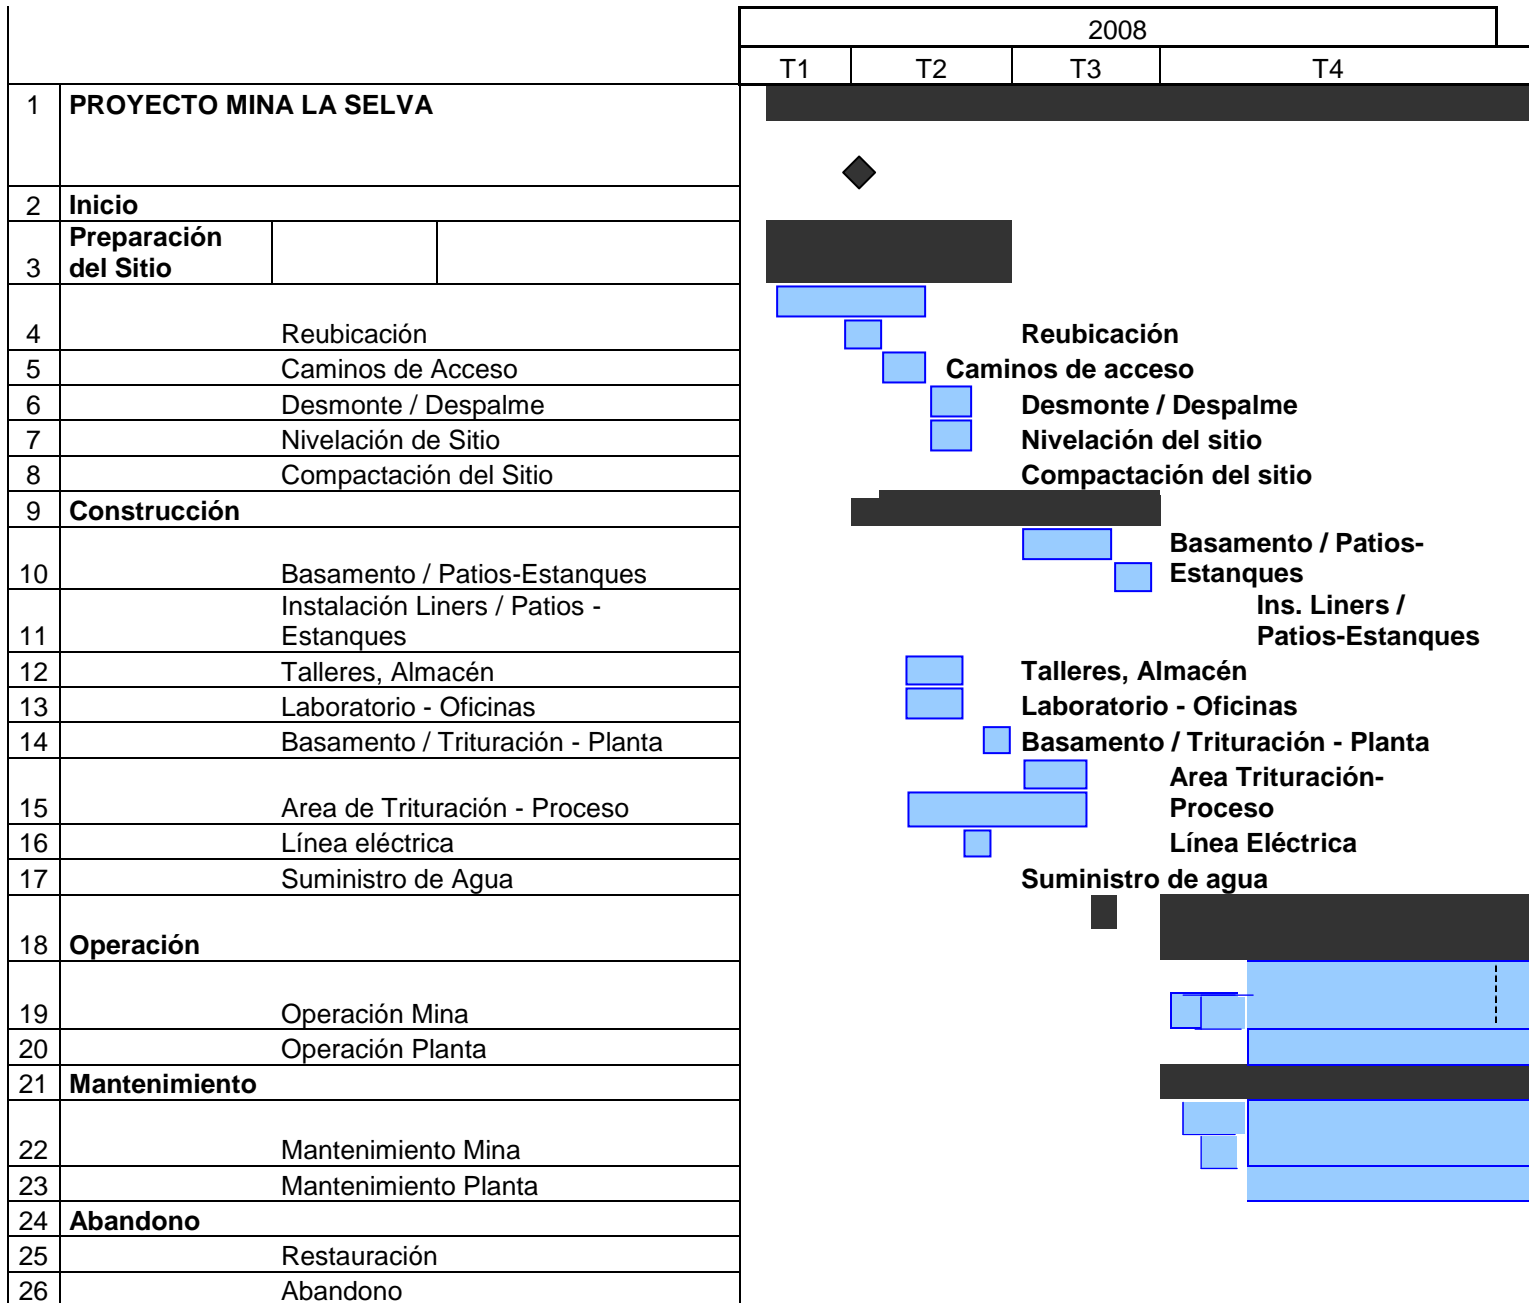 2008
T1 T2 T3 T4
1 PROYECTO MINA LA SELVA
2 Inicio
Preparación
3 del Sitio
4 Reubicación Reubicación
5 Caminos de Acceso Caminos de acceso
6 Desmonte / Despalme Desmonte / Despalme
7 Nivelación de Sitio Nivelación del sitio
8 Compactación del Sitio Compactación del sitio
9 Construcción
Basamento / Patios-
10 Basamento / Patios-Estanques Estanques
Instalación Liners / Patios - Ins. Liners /
11 Estanques Patios-Estanques
12 Talleres, Almacén Talleres, Almacén
13 Laboratorio - Oficinas Laboratorio - Oficinas
14 Basamento / Trituración - Planta Basamento / Trituración - Planta
Area Trituración-
15 Area de Trituración - Proceso Proceso
16 Línea eléctrica Línea Eléctrica
17 Suministro de Agua Suministro de agua
18 Operación
19 Operación Mina
20 Operación Planta
21 Mantenimiento
22 Mantenimiento Mina
23 Mantenimiento Planta
24 Abandono
25 Restauración
26 Abandono